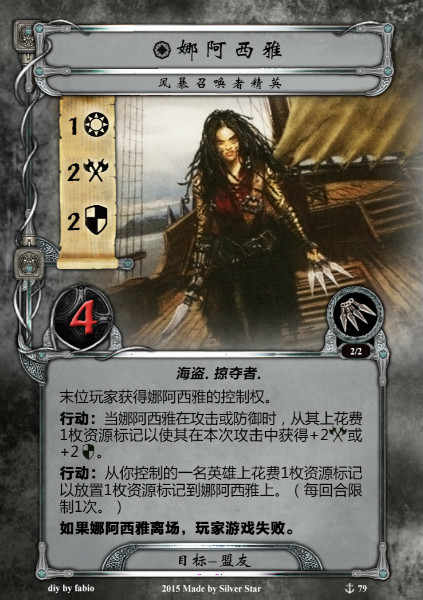 娜阿西雅
风暴召唤者精英
1
2
2
4
2/2
海盗. 掠夺者.
末位玩家获得娜阿西雅的控制权。
行动：当娜阿西雅在攻击或防御时，从其上花费
1枚资源标记以使其在本次攻击中获得+2 或
+2 。
行动：从你控制的一名英雄上花费1枚资源标记
以放置1枚资源标记到娜阿西雅上。（每回合限
制1次。）
如果娜阿西雅离场，玩家游戏失败。
目标–盟友
diy by fabio
2015 Made by Silver Star
79